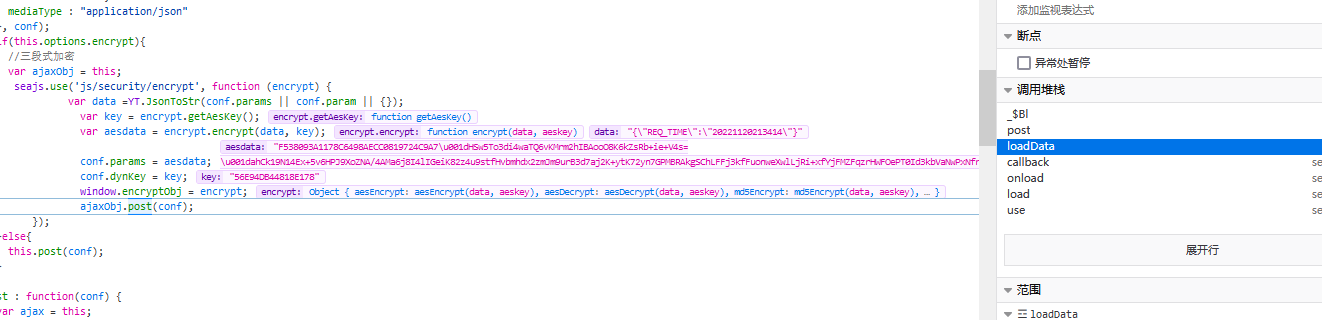 mediaType : "application/json"
, conf);
if(this.options.encrypt){
//三段式加密
var ajaxObj = this;
seajs.use('js/security/encrypt', function (encrypt) {
var data =YT.JsonToStr(conf.params || conf.param || {});
var key = encrypt.getAesKey(); encrypt.getAesKey: function getAesKey()
var aesdata = encrypt.encrypt(data, key); encrypt.encrypt: function encrypt(data, aeskey) data: "{\"REQ_TIME\":\"20221120213414\"}"
aesdata: "F538093A1178C6498AECC0819724C9A7\u001dHSw5To3di4waTQ6vKMrm2hIBAooO8K6kZsRb+ie+V4s=
conf.params = aesdata; \u001dahCk19N14Ex+5v6HPJ9XoZNA/4AMa6j8I4lIGeiK82z4u9stfHvbmhdx2zmJm9urB3d7aj2K+ytK72yn7GPMBRAkgSChLFFj3kfFuonweXwlLjRi+xfYjFMZFqzrHwFOePT0Id3kbVaNwPxNfr
conf.dynKey = key; key: "56E94DB44818E178"
window.encryptObj = encrypt; encrypt: Object { aesEncrypt: aesEncrypt(data, aeskey), aesDecrypt: aesDecrypt(data, aeskey), md5Encrypt: md5Encrypt(data, aeskey), … }
ajaxObj.post(conf);
});
else{
this.post(conf);
st : function(conf) {
var ajax = this;
添加监视表达式
断点
异常处暂停
调用堆栈
_$Bl
post
loadData
callback se
onload se
load se
use se
展开行
范围
loadData